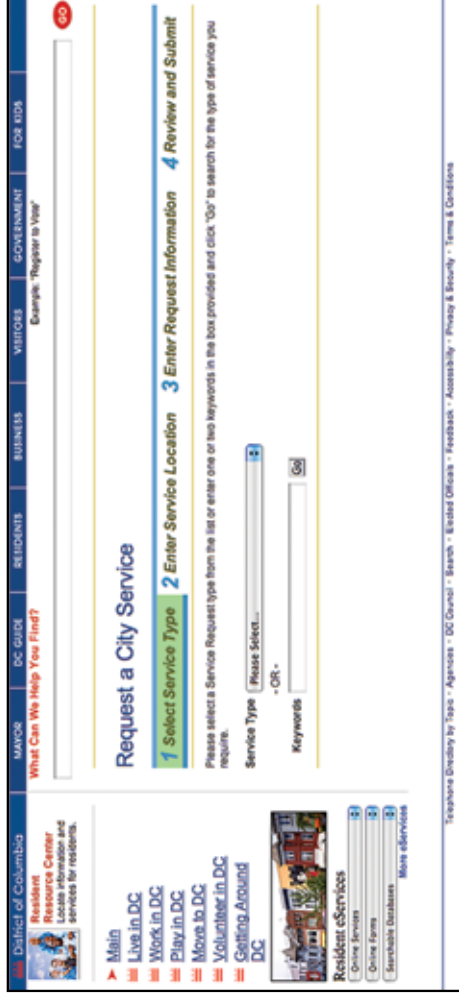 District of Columbia
MAYOR
DC GUIDE
RESIDENTS
BUSINESS
VISITORS
GOVERNMENT
FOR KIDS
Resident
Resource Center
Locate information and
services for residents.
What Can We Help You Find?
Example: "Register to Vote"
GO
Main
Live in DC
Work in DC
Play in DC
Move to DC
Volunteer in DC
Getting Around
DC
Resident eServices
Online Services
Online Forms
Searchable Databases
More eServices
Request a City Service
1 Select Service Type 2 Enter Service Location 3 Enter Request Information 4 Review and Submit
Please select a Service Request type from the list or enter one or two keywords in the box provided and click "Go" to search for the type of service you
require.
Service Type Please Select...
- OR -
Keywords Go
Telephone Directory by Topic • Agencies • DC Council • Search • Elected Officials • Feedback • Accessibility • Privacy & Security • Terms & Conditions